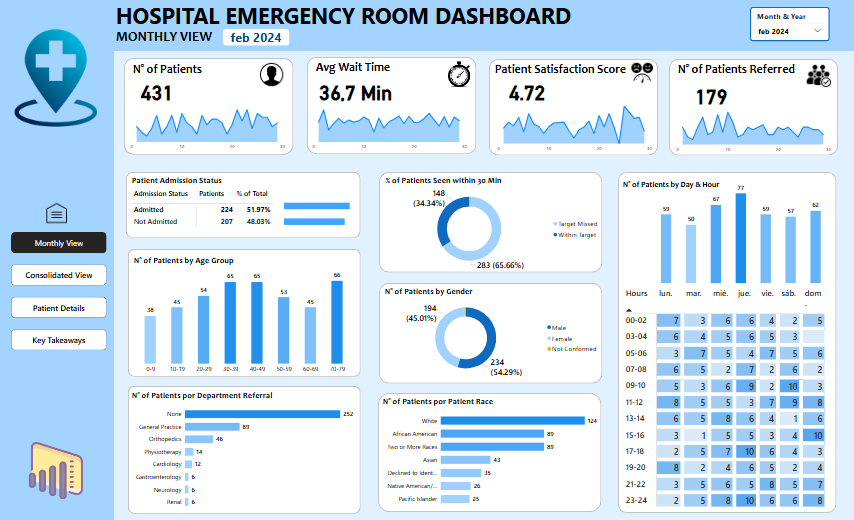 HOSPITAL EMERGENCY ROOM DASHBOARD
MONTHLY VIEW feb 2024
Month & Year
feb 2024
N° of Patients
431
0 10 20 30
Avg Wait Time
36,7 Min
0 10 20 30
Patient Satisfaction Score
4.72
0 10 20 30
N° of Patients Referred
179
0 10 20 30
Monthly View
Consolidated View
Patient Details
Key Takeaways
Patient Admission Status
Admission Status Patients % of Total
Admitted 224 51.97%
Not Admitted 207 48.03%
N° of Patients by Age Group
38 45 54 65 65 53 45 66
0-9 10-19 20-29 30-39 40-49 50-59 60-69 70-79
N° of Patients por Department Referral
None 252
General Practice 89
Orthopedics 46
Physiotherapy 14
Cardiology 12
Gastroenterology 6
Neurology 6
Renal 6
% of Patients Seen within 30 Min
148
(34.34%)
283 (65.66%)
Target Missed
Within Target
N° of Patients by Gender
194
(45.01%)
234
(54.29%)
Male
Female
Not Conformed
N° of Patients por Patient Race
White 124
African American 89
Two or More Races 89
Asian 43
Declined to Ident... 35
Native American/... 26
Pacific Islander 25
N° of Patients by Day & Hour
59 50 67 77 59 57 62
Hours lun. mar. mié. jue. vie. sáb. dom.
00-02 7 3 6 6 4 2 5
03-04 6 4 5 6 5 3
05-06 3 7 5 4 7 5 6
07-08 6 5 2 7 2 6 2
09-10 5 3 6 9 2 10 3
11-12 8 5 5 3 7 9 8
13-14 6 5 8 6 4 1 6
15-16 3 1 5 5 3 4 10
17-18 2 5 7 10 6 4 3
19-20 8 2 4 6 5 2 4
21-22 3 5 6 5 8 5 7
23-24 2 5 8 10 6 6 8